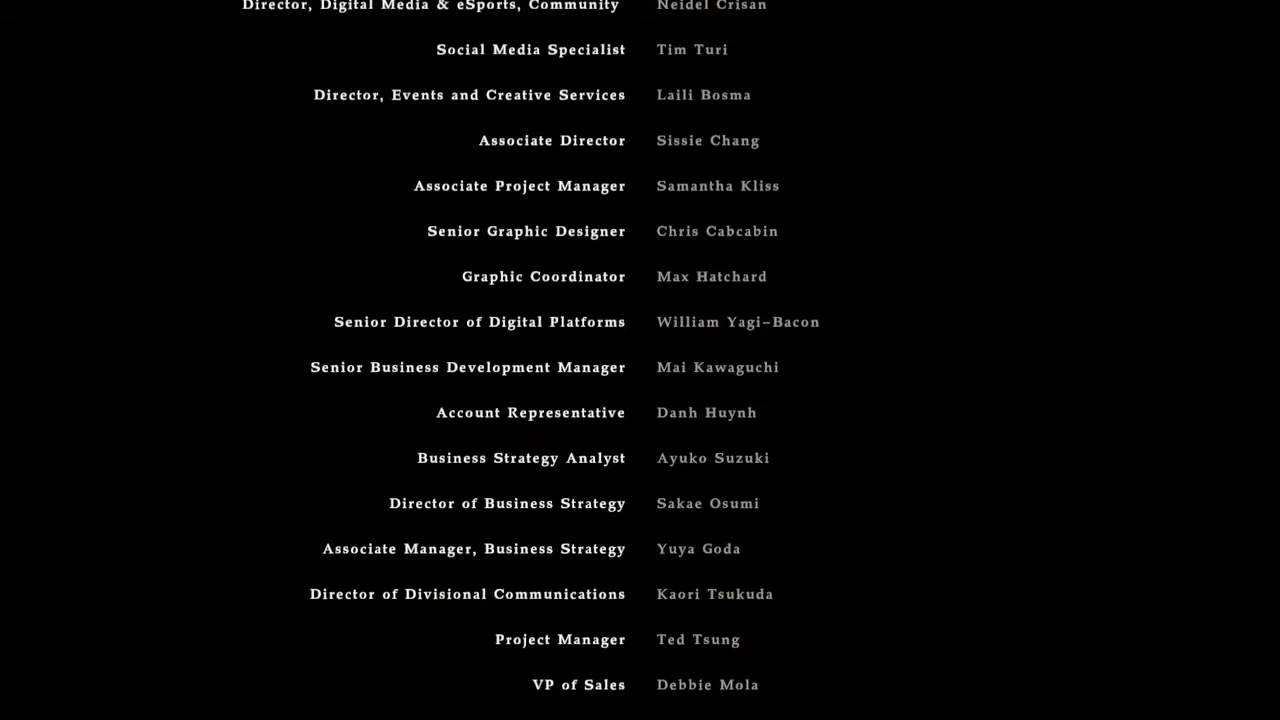 Director, Digital Media & eSports, Community Neidel Crisan
Social Media Specialist Tim Turi
Director, Events and Creative Services Laili Bosma
Associate Director Sissie Chang
Associate Project Manager Samantha Kliss
Senior Graphic Designer Chris Cabcabin
Graphic Coordinator Max Hatchard
Senior Director of Digital Platforms William Yagi-Bacon
Senior Business Development Manager Mai Kawaguchi
Account Representative Danh Huynh
Business Strategy Analyst Ayuko Suzuki
Director of Business Strategy Sakae Osumi
Associate Manager, Business Strategy Yuya Goda
Director of Divisional Communications Kaori Tsukuda
Project Manager Ted Tsung
VP of Sales Debbie Mola